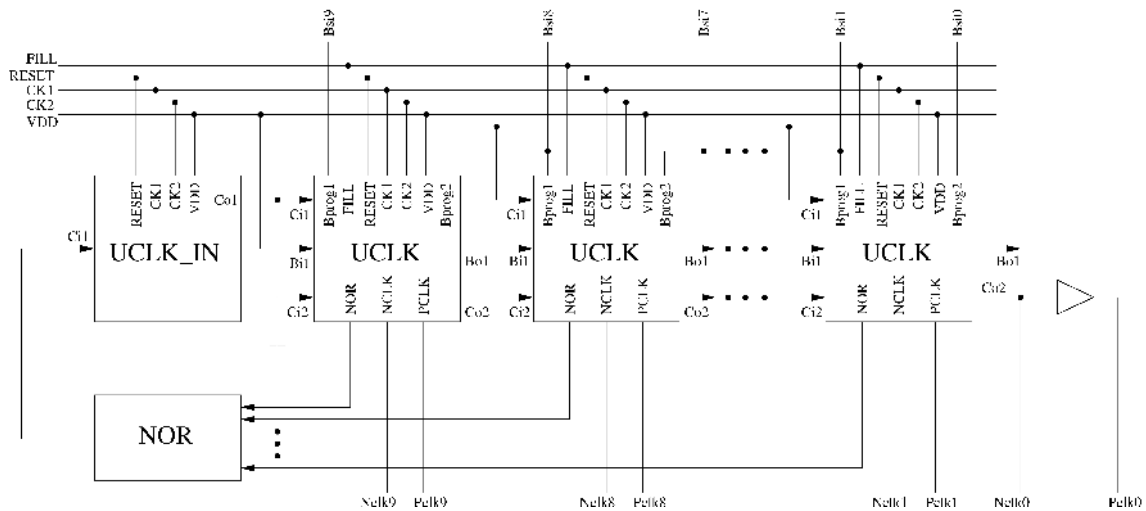 Bsi9 Bsi8 Bsi7 Bsi1 Bsi0
FILL
RESET
CK1
CK2
VDD
RESET CK1 CK2 VDD Co1
Ci1 Bprog1 FILL RESET CK1 CK2 VDD Bprog2
Ci1 Bprog1 FILL RESET CK1 CK2 VDD Bprog2
Ci1 Bprog1 FILL RESET CK1 CK2 VDD Bprog2
Ci1 UCLK_IN
Bi1 UCLK Bo1
Bi1 UCLK Bo1
Bi1 UCLK Bo1
Ci2 NOR NCLK PCLK Co2
Ci2 NOR NCLK PCLK Co2
Ci2 NOR NCLK PCLK
NOR
Nclk9 Pclk9 Nclk8 Pclk8 Nclk1 Pclk1 Nclk0 Pclk0